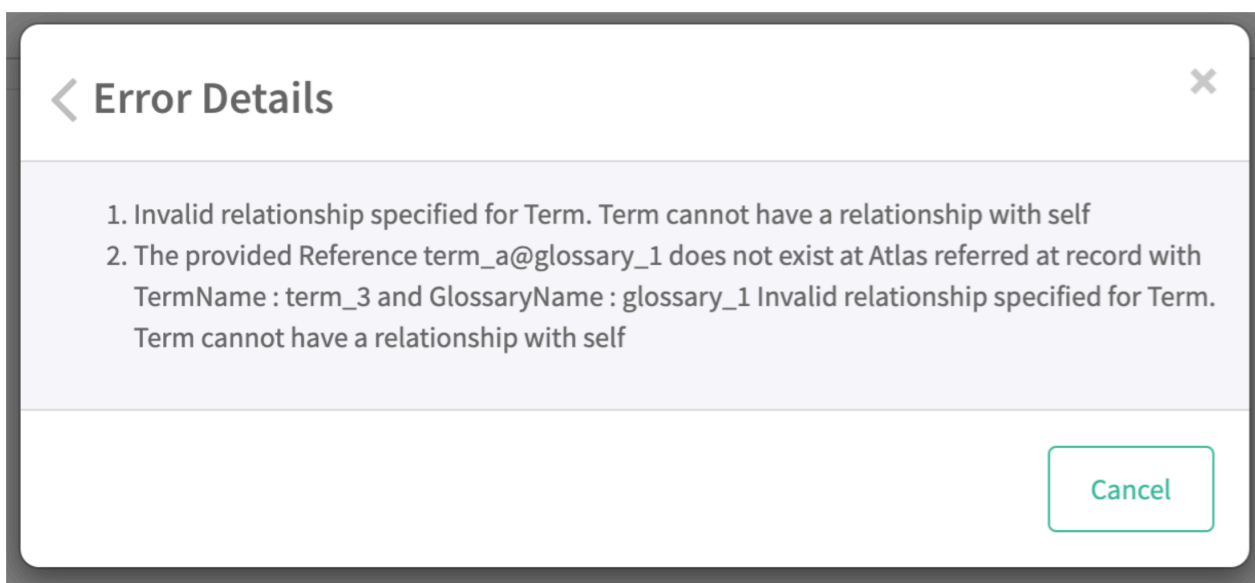 Error Details
1. Invalid relationship specified for Term. Term cannot have a relationship with self
2. The provided Reference term_a@glossary_1 does not exist at Atlas referred at record with
TermName : term_3 and GlossaryName : glossary_1 Invalid relationship specified for Term.
Term cannot have a relationship with self
Cancel